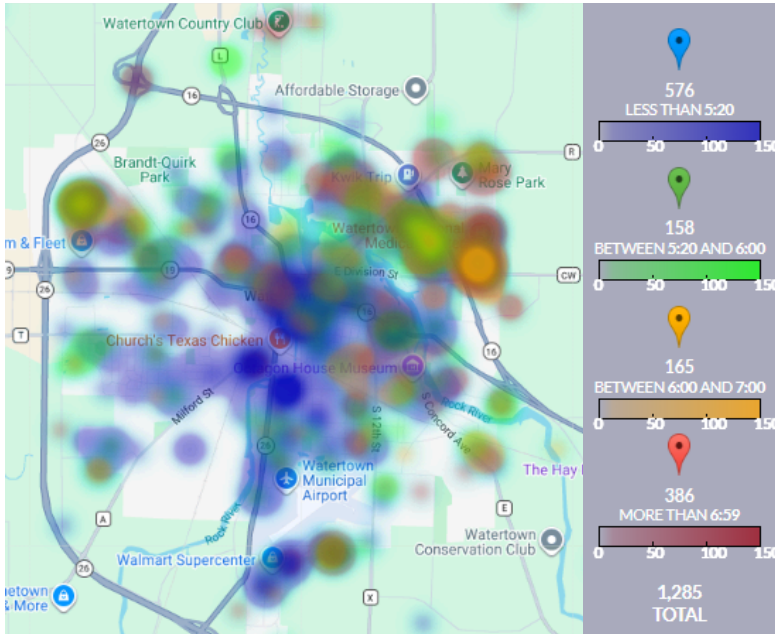 Watertown Country Club
L
16
Affordable Storage
26
Brandt-Quirk
Park
R
Kwik Trip
Mary
Rose Park
16
Watertown
Medic
m & Fleet
9
19
E Division St
CW
26
16
T
Church's Texas Chicken
16
Octagon House Museum
Milford St
S 12th St
S Concord Ave
Rock River
26
The Hay
Watertown
Municipal
Airport
A
E
Rock River
Watertown
Conservation Club
Walmart Supercenter
26
netown
& More
X
576
LESS THAN 5:20
0 50 100 150
158
BETWEEN 5:20 AND 6:00
0 50 100 150
165
BETWEEN 6:00 AND 7:00
0 50 100 150
386
MORE THAN 6:59
0 50 100 150
1,285
TOTAL